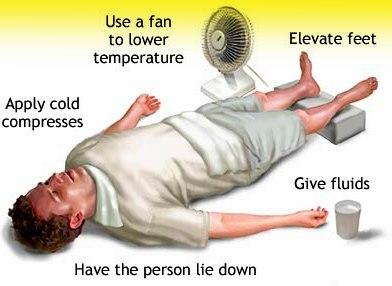 Use a fan
to lower
temperature
Elevate feet
Apply cold
compresses
Give fluids
Have the person lie down